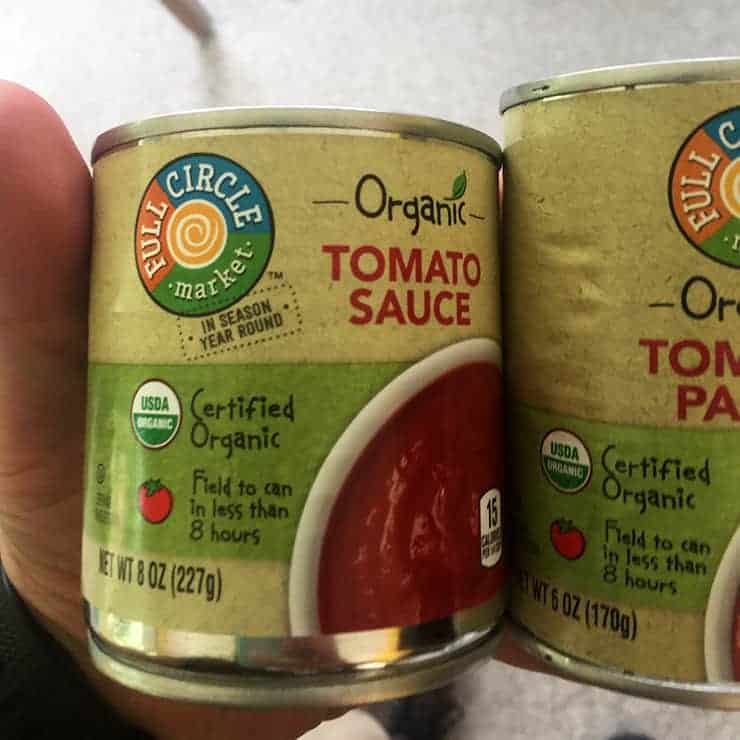 FULL CIRCLE
market
TM
IN SEASON
YEAR ROUND
Organic
TOMATO
SAUCE
USDA
ORGANIC
Certified
Organic
Field to can
in less than
8 hours
NET WT 8 OZ (227g)
15
CALORIES
FULL C
Or
TOM
PA
USDA
ORGANIC
Certified
Organic
Field to can
in less than
8 hours
WT 6 OZ (170g)